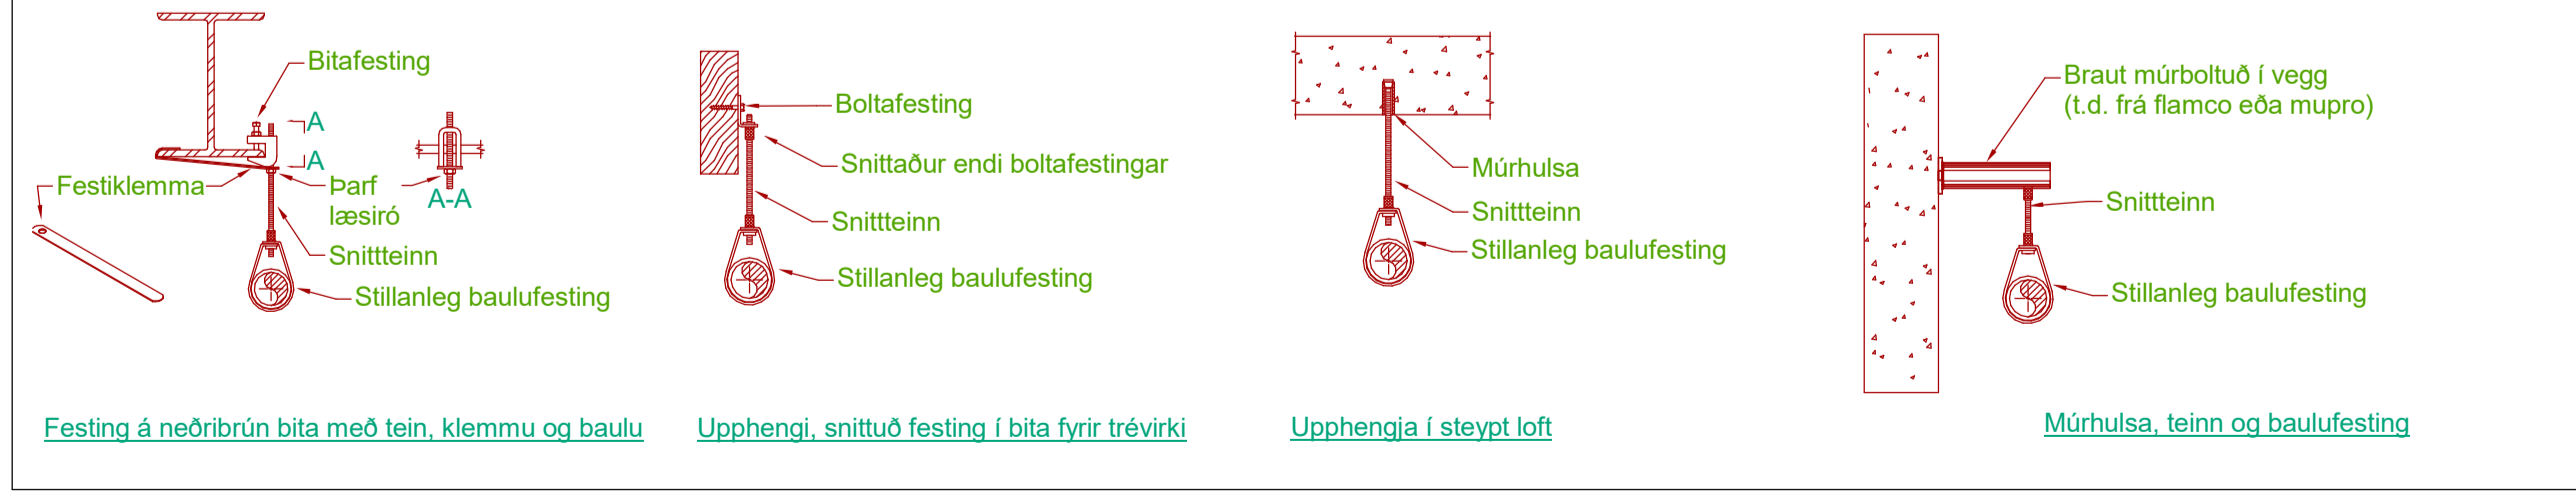 Bitafesting
A
A
Festiklemma
Þarf
læsiró
A-A
Snittteinn
Stillanleg baulufesting
Festing á neðribrún bita með tein, klemmu og baulu
Boltafesting
Snittaður endi boltafestingar
Snittteinn
Stillanleg baulufesting
Upphengi, snittuð festing í bita fyrir trévirki
Múrhulsa
Snittteinn
Stillanleg baulufesting
Upphengja í steypt loft
Braut múrboltuð í vegg
(t.d. frá flamco eða mupro)
Snittteinn
Stillanleg baulufesting
Múrhulsa, teinn og baulufesting